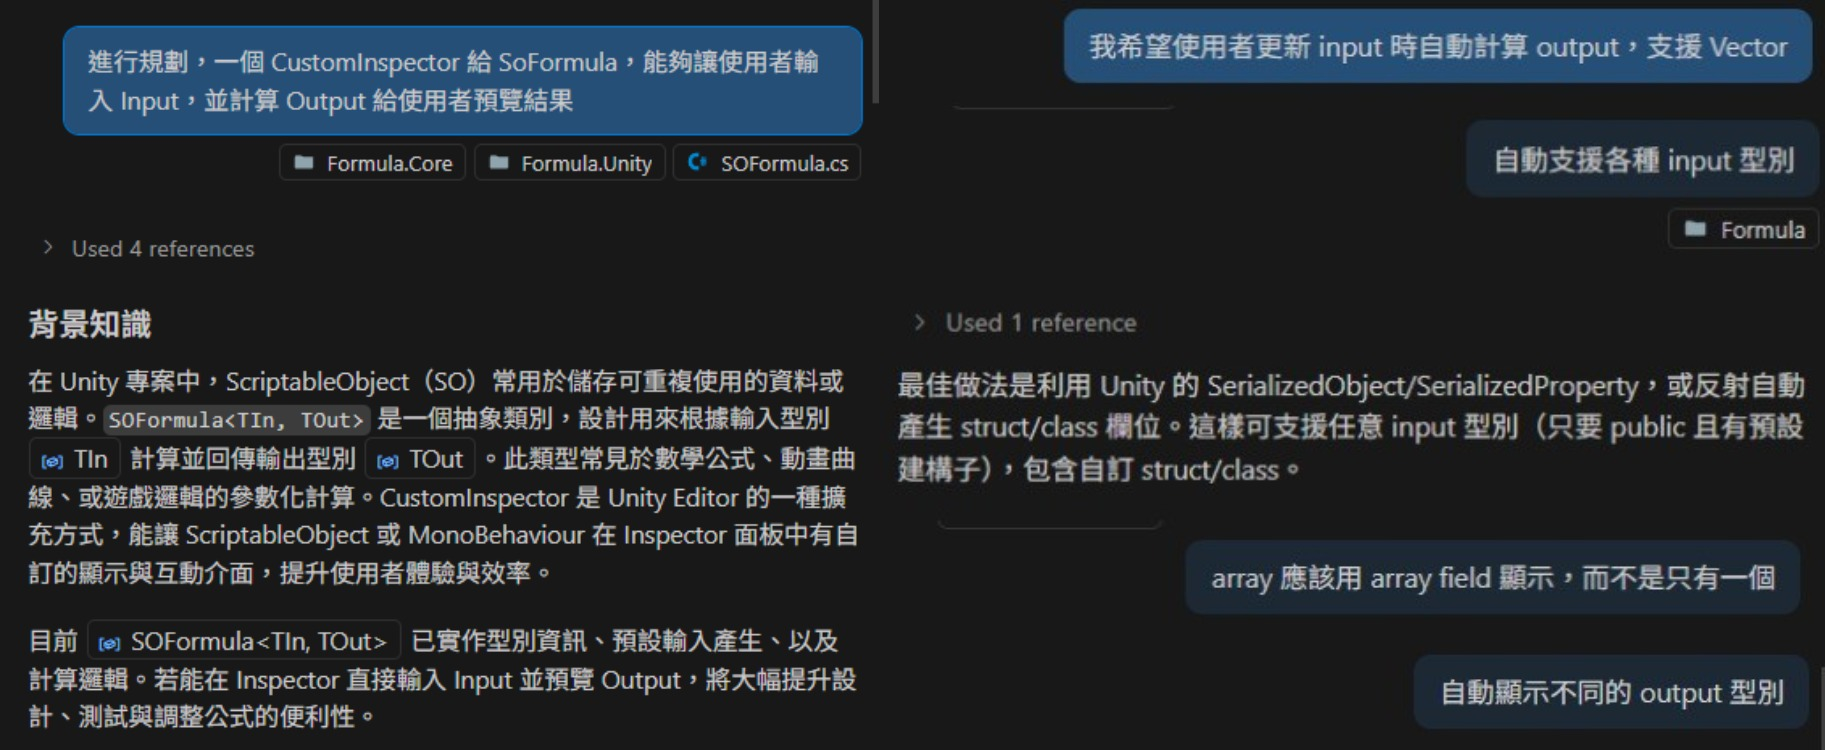 進行規劃，一個 CustomInspector 給 SoFormula，能夠讓使用者輸
入 Input，並計算 Output 給使用者預覽結果
Formula.Core
Formula.Unity
SOFormula.cs
Used 4 references
背景知識
在 Unity 專案中，ScriptableObject（SO）常用於儲存可重複使用的資料或
邏輯。SOFormula<TIn, TOut> 是一個抽象類別，設計用來根據輸入型別
TIn 計算並回傳輸出型別 TOut 。此類型常見於數學公式、動畫曲
線、或遊戲邏輯的參數化計算。CustomInspector 是 Unity Editor 的一種擴
充方式，能讓 ScriptableObject 或 MonoBehaviour 在 Inspector 面板中有自
訂的顯示與互動介面，提升使用者體驗與效率。
目前 SOFormula<TIn, TOut> 已實作型別資訊、預設輸入產生、以及
計算邏輯。若能在 Inspector 直接輸入 Input 並預覽 Output，將大幅提升設
計、測試與調整公式的便利性。
我希望使用者更新 input 時自動計算 output，支援 Vector
自動支援各種 input 型別
Formula
Used 1 reference
最佳做法是利用 Unity 的 SerializedObject/SerializedProperty，或反射自動
產生 struct/class 欄位。這樣可支援任意 input 型別（只要 public 且有預設
建構子），包含自訂 struct/class。
array 應該用 array field 顯示，而不是只有一個
自動顯示不同的 output 型別